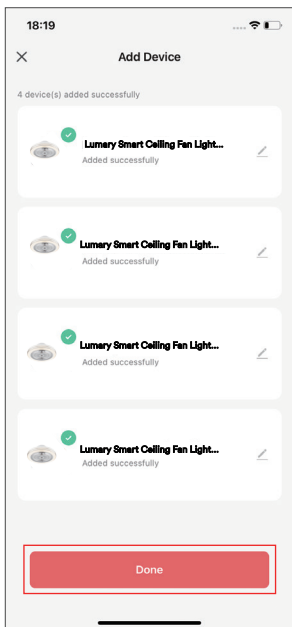 18:19
Add Device
4 device(s) added successfully
Lumary Smart Ceiling Fan Light...
Added successfully
Lumary Smart Ceiling Fan Light...
Added successfully
Lumary Smart Ceiling Fan Light...
Added successfully
Lumary Smart Ceiling Fan Light...
Added successfully
Done